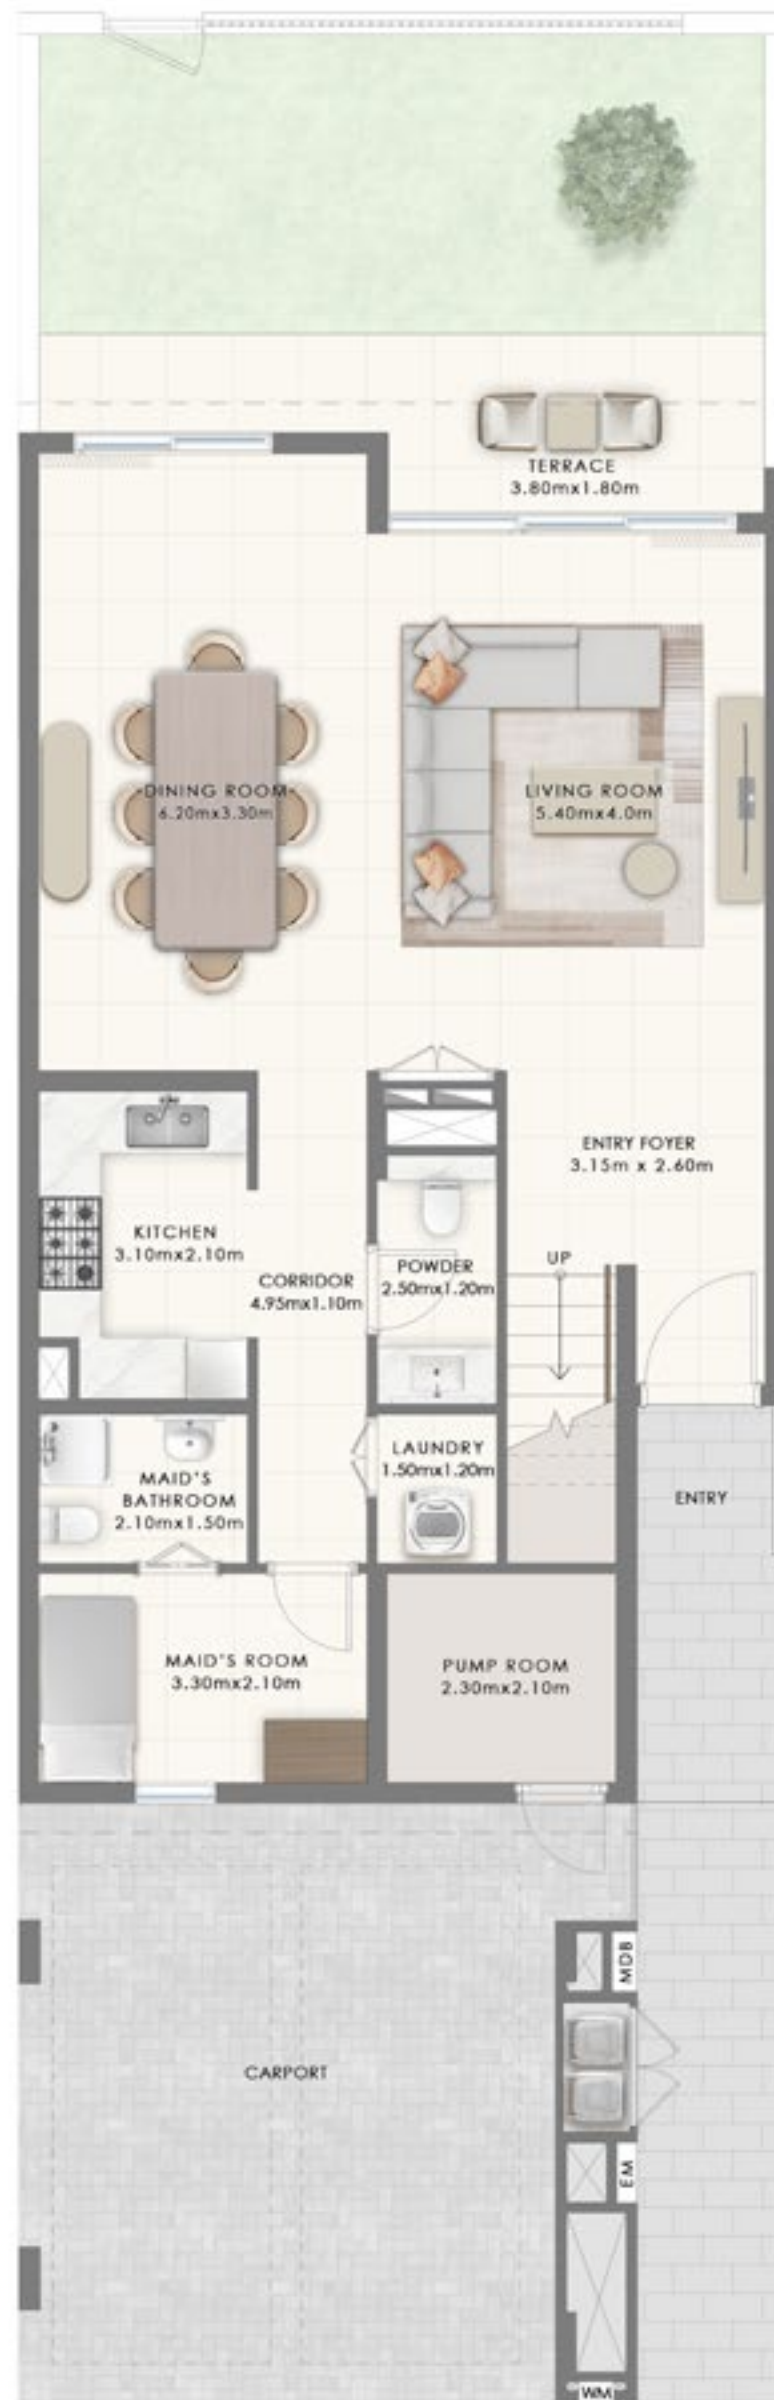 TERRACE
3.80mx1.80m
DINING ROOM
6.20mx3.30m
LIVING ROOM
5.40mx4.0m
ENTRY FOYER
3.15m x 2.60m
KITCHEN
3.10mx2.10m
CORRIDOR
4.95mx1.10m
POWDER
2.50mx1.20m
UP
LAUNDRY
1.50mx1.20m
MAID'S
BATHROOM
2.10mx1.50m
ENTRY
MAID'S ROOM
3.30mx2.10m
PUMP ROOM
2.30mx2.10m
MDB
CARPORT
EM
WM